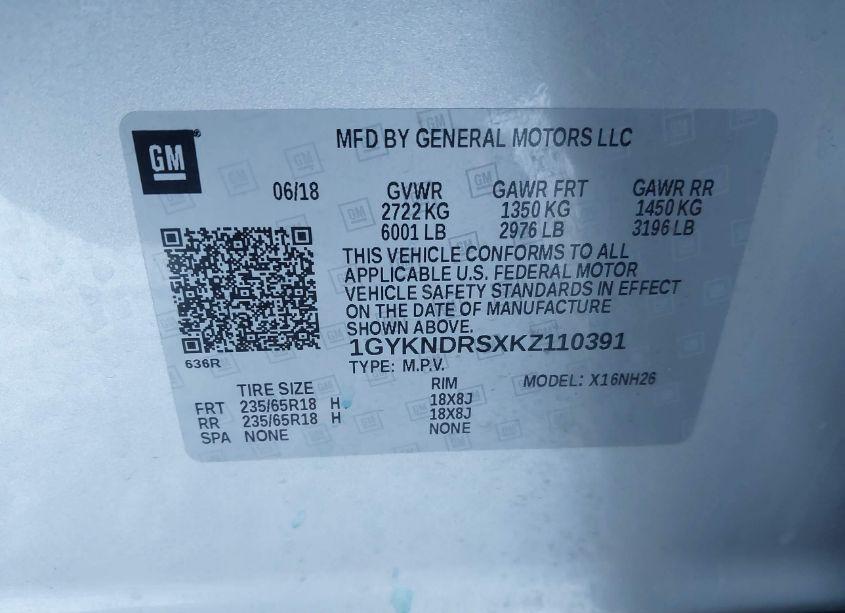 GM
MFD BY GENERAL MOTORS LLC
06/18 GVWR GAWR FRT GAWR RR
2722 KG 1350 KG 1450 KG
6001 LB 2976 LB 3196 LB
THIS VEHICLE CONFORMS TO ALL
APPLICABLE U.S. FEDERAL MOTOR
VEHICLE SAFETY STANDARDS IN EFFECT
ON THE DATE OF MANUFACTURE
SHOWN ABOVE.
1GYKNDRSXKZ110391
636R
TYPE: M.P.V.
TIRE SIZE RIM MODEL: X16NH26
FRT 235/65R18 H 18X8J
RR 235/65R18 H 18X8J
SPA NONE NONE